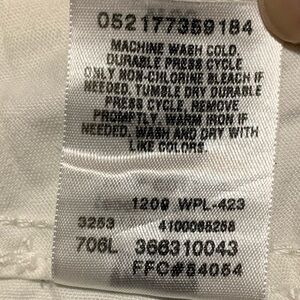 052177359184
MACHINE WASH COLD,
DURABLE PRESS CYCLE
ONLY NON-CHLORINE BLEACH IF
NEEDED. TUMBLE DRY DURABLE
PRESS CYCLE, REMOVE
PROMPTLY. WARM IRON IF
NEEDED. WASH AND DRY WITH
LIKE COLORS.
1209 WPL-423
3253 4100065258
706L 366310043
FFC#54054